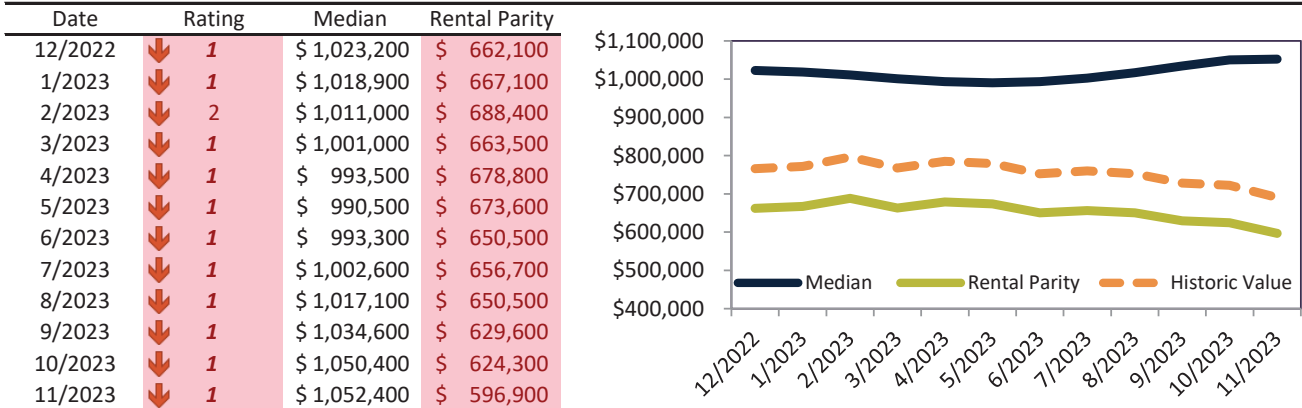 Date Rating Median Rental Parity
12/2022 1 $ 1,023,200 $ 662,100
1/2023 1 $ 1,018,900 $ 667,100
2/2023 2 $ 1,011,000 $ 688,400
3/2023 1 $ 1,001,000 $ 663,500
4/2023 1 $ 993,500 $ 678,800
5/2023 1 $ 990,500 $ 673,600
6/2023 1 $ 993,300 $ 650,500
7/2023 1 $ 1,002,600 $ 656,700
8/2023 1 $ 1,017,100 $ 650,500
9/2023 1 $ 1,034,600 $ 629,600
10/2023 1 $ 1,050,400 $ 624,300
11/2023 1 $ 1,052,400 $ 596,900
$1,100,000
$1,000,000
$900,000
$800,000
$700,000
$600,000
$500,000
$400,000
Median Rental Parity Historic Value
12/2022 1/2023 2/2023 3/2023 4/2023 5/2023 6/2023 7/2023 8/2023 9/2023 10/2023 11/2023